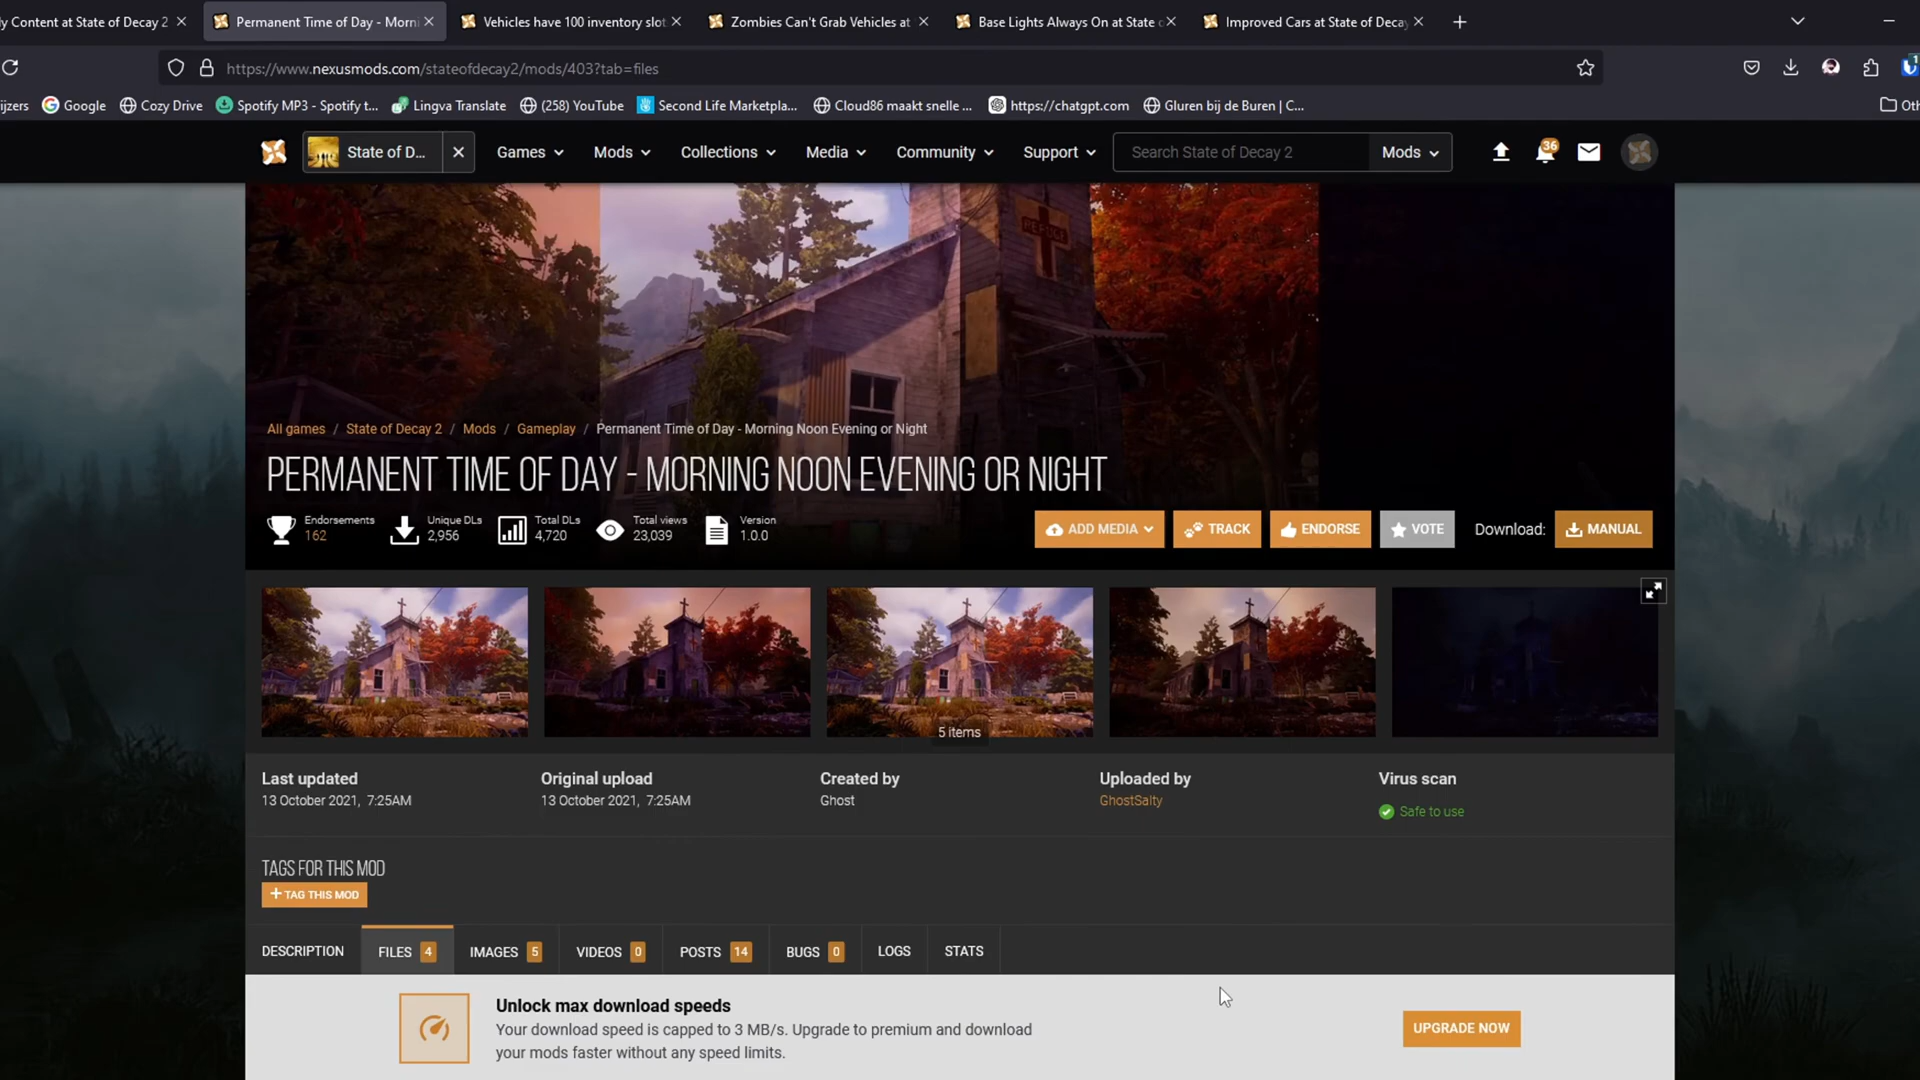 y Content at State of Decay 2
Permanent Time of Day - Morni
Vehicles have 100 inventory slot
Zombies Can't Grab Vehicles at
Base Lights Always On at State o
Improved Cars at State of Decay
https://www.nexusmods.com/stateofdecay2/mods/403?tab=files
1
ijzers
Google
Cozy Drive
Spotify MP3 - Spotify t...
Lingva Translate
(258) YouTube
Second Life Marketpla...
Cloud86 maakt snelle ...
https://chatgpt.com
Gluren bij de Buren | C...
Oth
State of D...
Games
Mods
Collections
Media
Community
Support
Search State of Decay 2
Mods
36
REFUGE
All games / State of Decay 2 / Mods / Gameplay / Permanent Time of Day - Morning Noon Evening or Night
PERMANENT TIME OF DAY - MORNING NOON EVENING OR NIGHT
Endorsements
162
Unique DLs
2,956
Total DLs
4,720
Total views
23,039
Version
1.0.0
ADD MEDIA
TRACK
ENDORSE
VOTE
Download:
MANUAL
5 items
Last updated
13 October 2021, 7:25AM
Original upload
13 October 2021, 7:25AM
Created by
Ghost
Uploaded by
GhostSalty
Virus scan
Safe to use
TAGS FOR THIS MOD
+ TAG THIS MOD
DESCRIPTION
FILES 4
IMAGES 5
VIDEOS 0
POSTS 14
BUGS 0
LOGS
STATS
Unlock max download speeds
Your download speed is capped to 3 MB/s. Upgrade to premium and download
your mods faster without any speed limits.
UPGRADE NOW